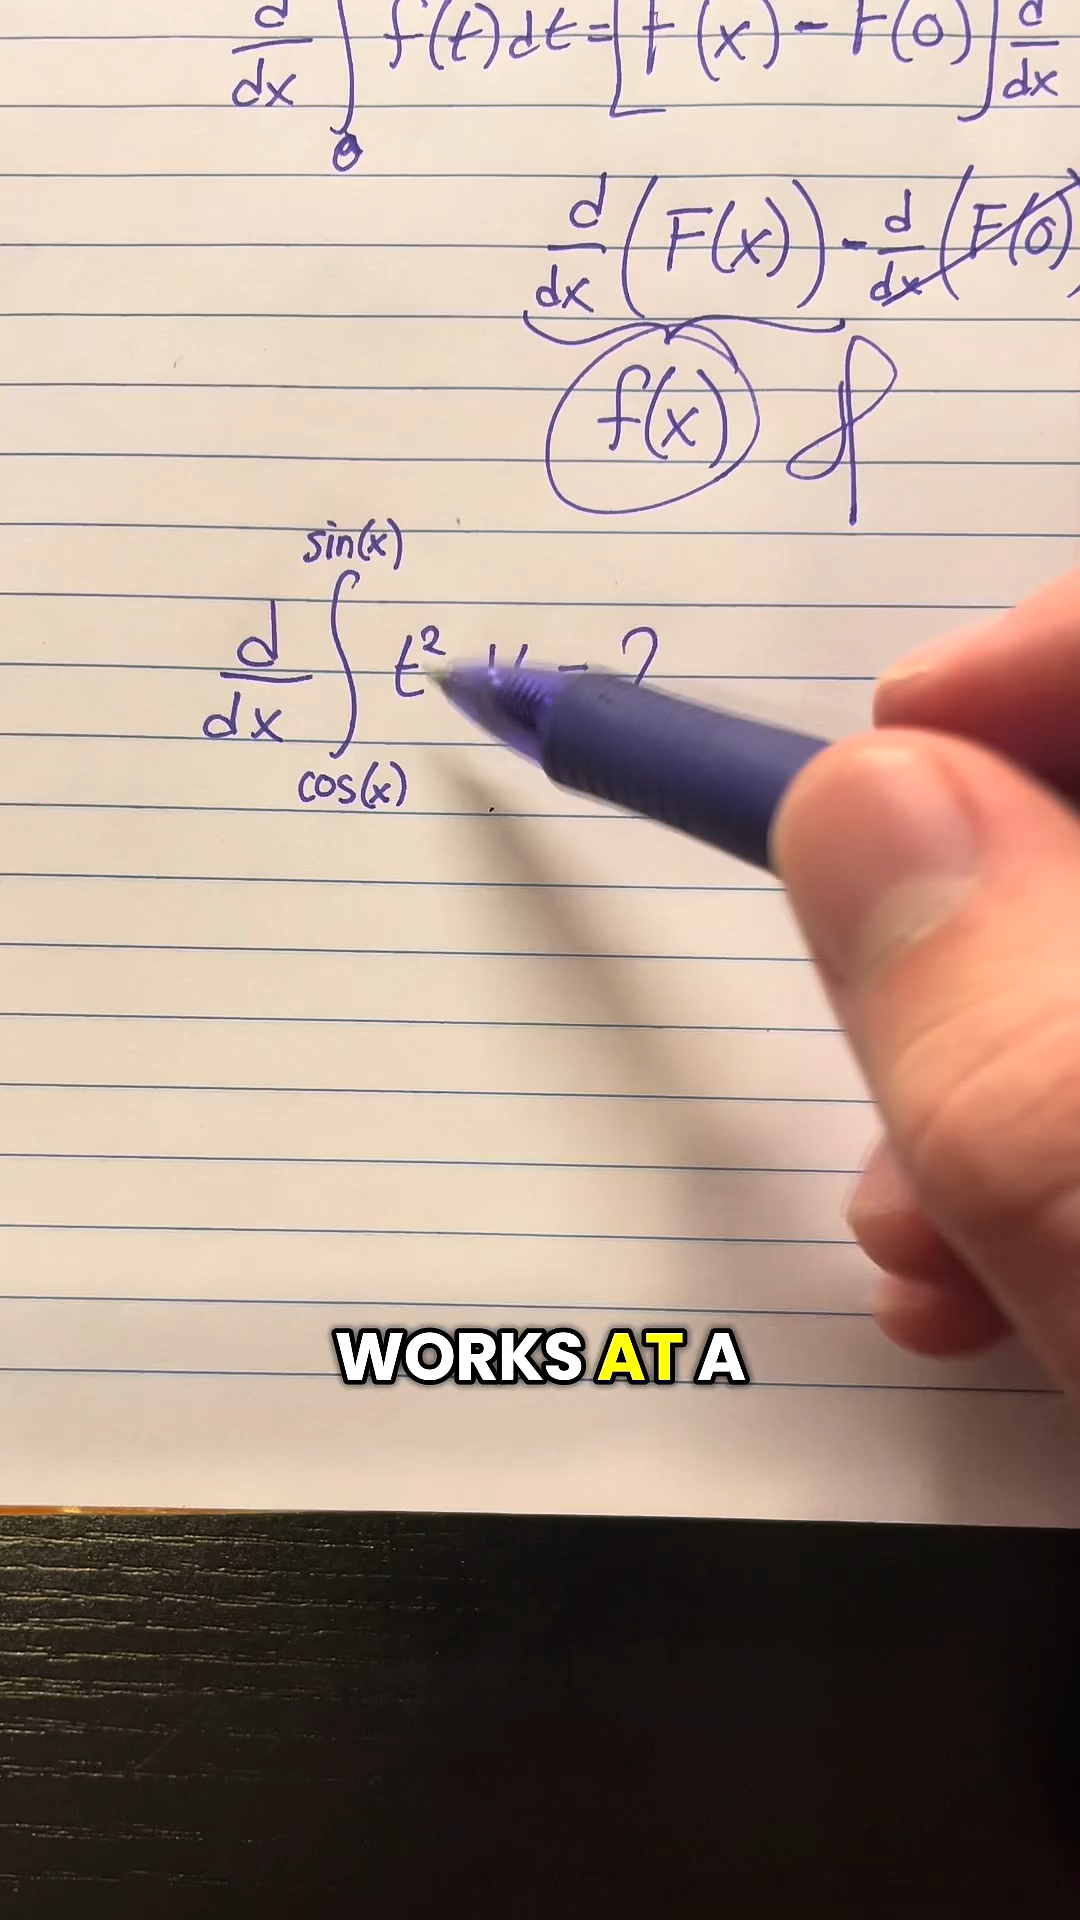 d/dx ∫₀ f(t)dt = [F(x) - F(0)] d/dx
d/dx (F(x)) - d/dx (F(0))
f(x)
d/dx ∫_{cos(x)}^{sin(x)} t² = ?
WORKS AT A